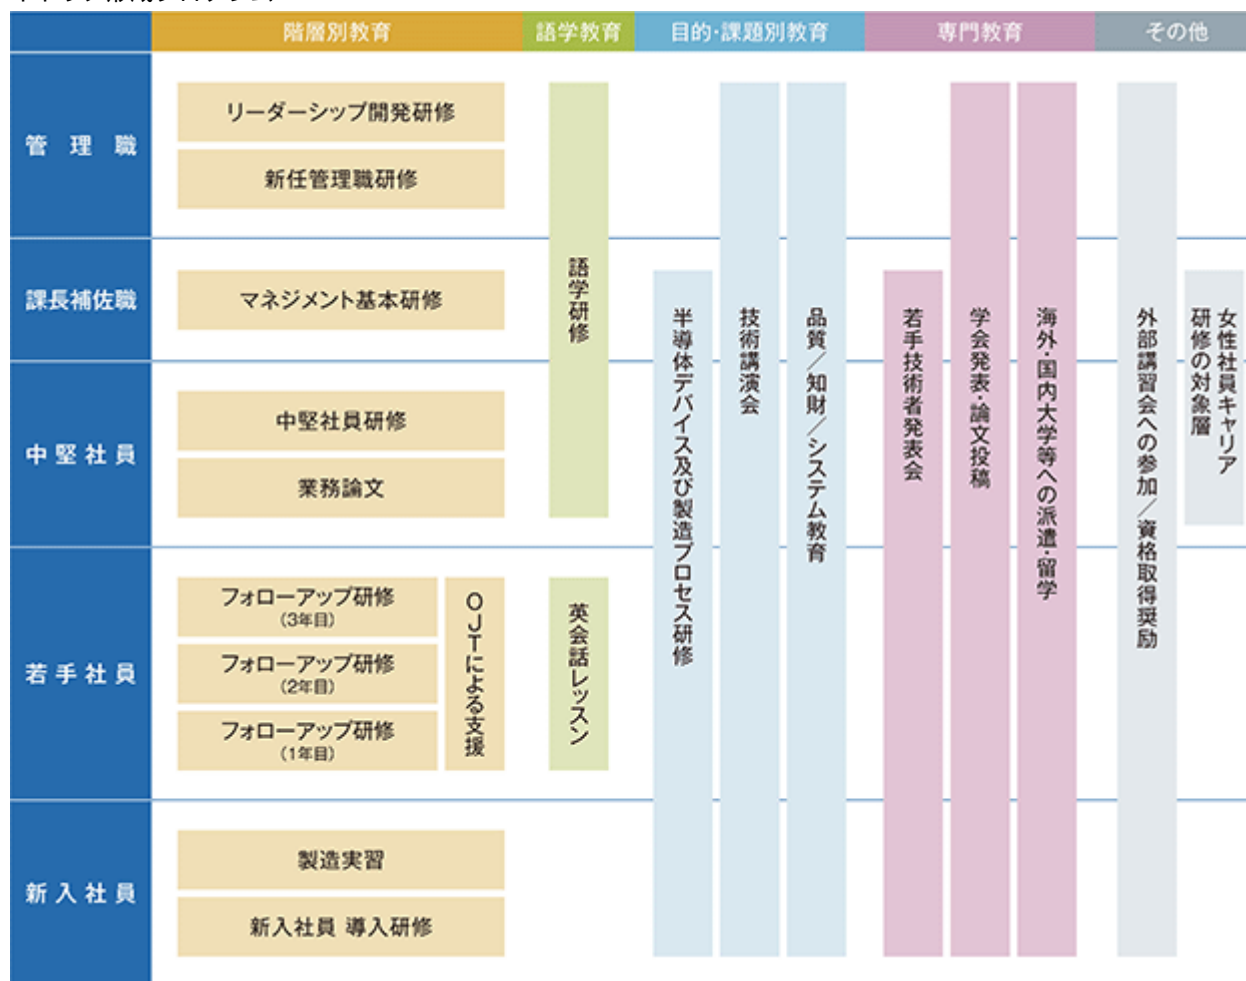 階層別教育
語学教育
目的・課題別教育
専門教育
その他
管理職
リーダーシップ開発研修
新任管理職研修
課長補佐職
マネジメント基本研修
中堅社員
中堅社員研修
業務論文
若手社員
フォローアップ研修
(3年目)
フォローアップ研修
(2年目)
フォローアップ研修
(1年目)
OJTによる支援
新入社員
製造実習
新入社員 導入研修
語学研修
英会話レッスン
半導体デバイス及び製造プロセス研修
技術講演会
品質／知財／システム教育
若手技術者発表会
学会発表・論文投稿
海外・国内大学等への派遣・留学
外部講習会への参加／資格取得奨励
女性社員キャリア
研修の対象層